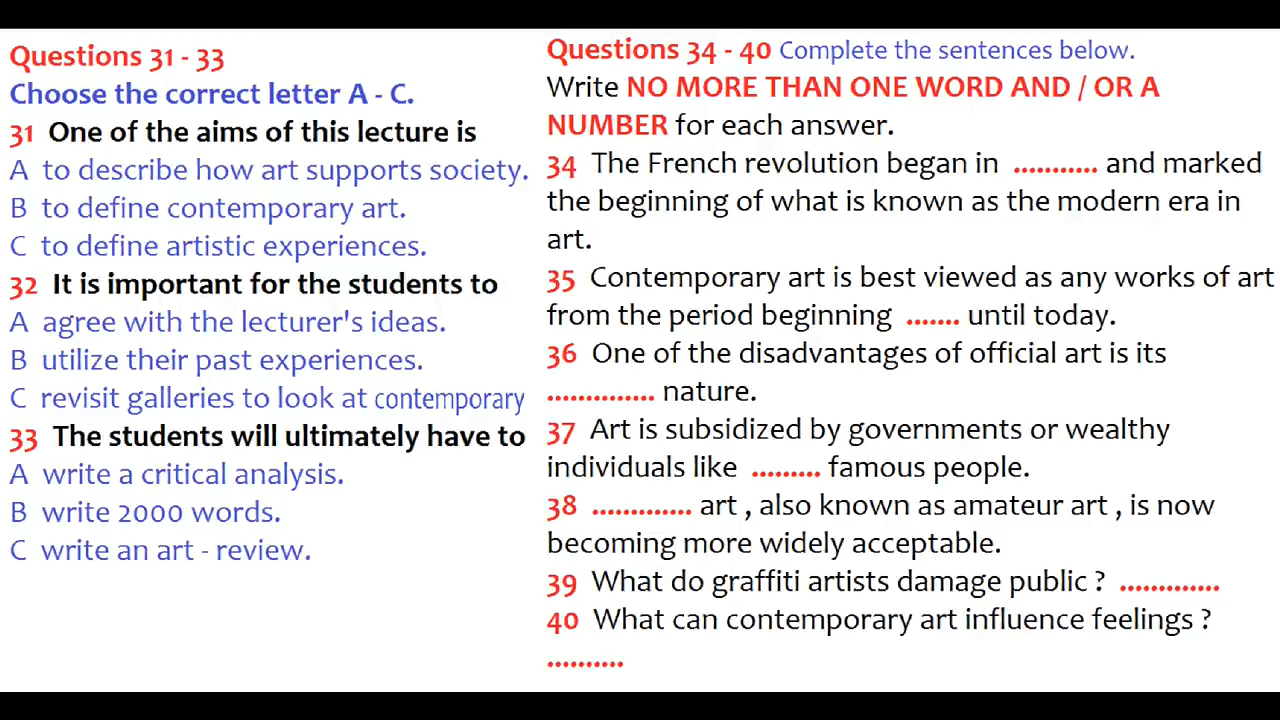 Questions 31 - 33
Choose the correct letter A - C.
31 One of the aims of this lecture is
A to describe how art supports society.
B to define contemporary art.
C to define artistic experiences.
32 It is important for the students to
A agree with the lecturer's ideas.
B utilize their past experiences.
C revisit galleries to look at contemporary
33 The students will ultimately have to
A write a critical analysis.
B write 2000 words.
C write an art - review.
Questions 34 - 40 Complete the sentences below.
Write NO MORE THAN ONE WORD AND / OR A
NUMBER for each answer.
34 The French revolution began in ........... and marked
the beginning of what is known as the modern era in
art.
35 Contemporary art is best viewed as any works of art
from the period beginning ....... until today.
36 One of the disadvantages of official art is its
.............. nature.
37 Art is subsidized by governments or wealthy
individuals like ......... famous people.
38 ............. art , also known as amateur art , is now
becoming more widely acceptable.
39 What do graffiti artists damage public ? .............
40 What can contemporary art influence feelings ?
..........